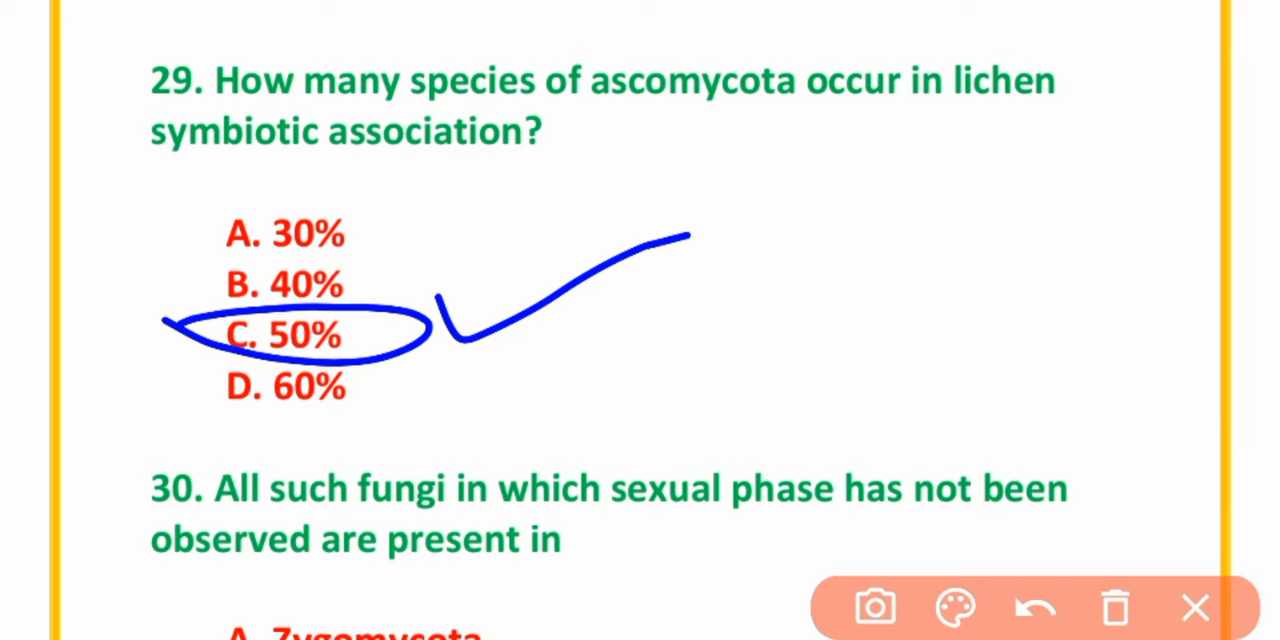 29. How many species of ascomycota occur in lichen
symbiotic association?
A. 30%
B. 40%
C. 50%
D. 60%
30. All such fungi in which sexual phase has not been
observed are present in
A. Zygomycota